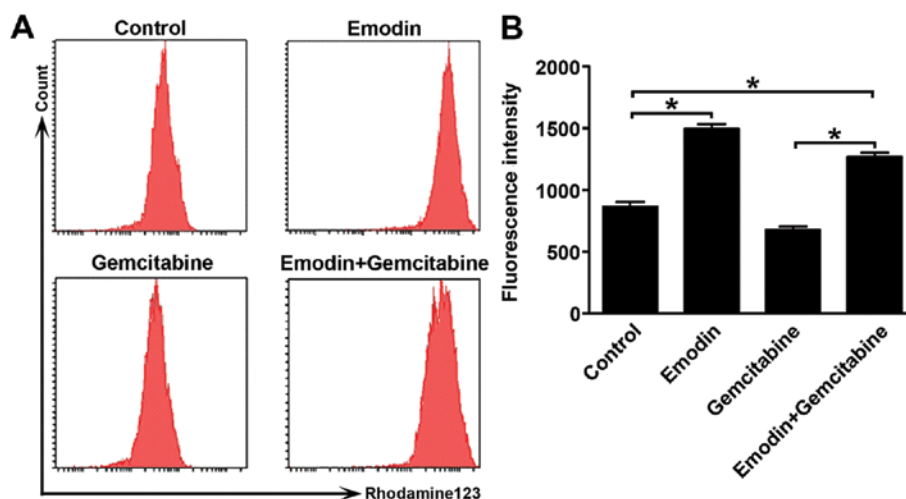 A
Control
Emodin
Count
Gemcitabine
Emodin+Gemcitabine
Rhodamine123
B
Fluorescence intensity
2000
1500
1000
500
0
*
*
*
Control
Emodin
Gemcitabine
Emodin+Gemcitabine